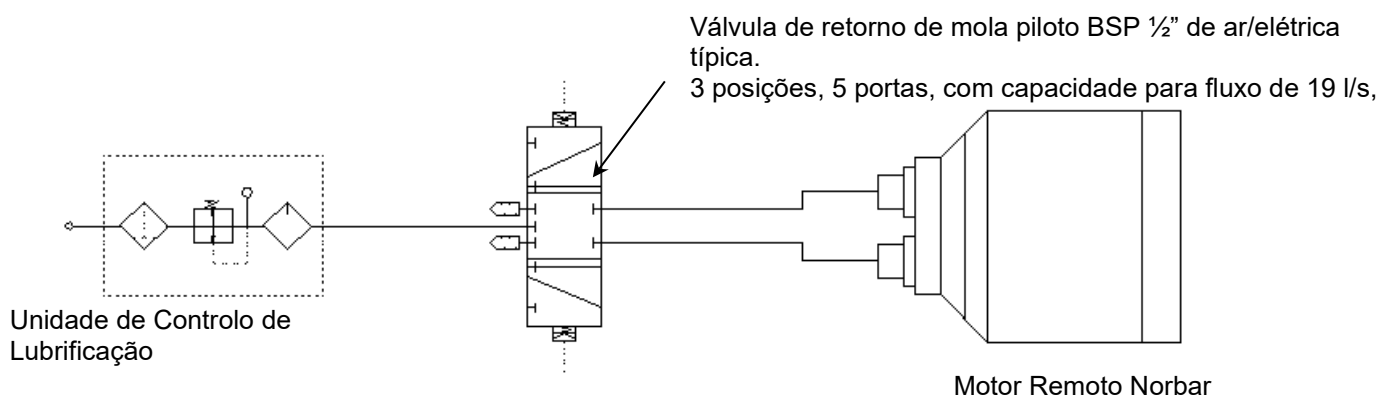 Válvula de retorno de mola piloto BSP ½” de ar/elétrica
típica.
3 posições, 5 portas, com capacidade para fluxo de 19 l/s,
Unidade de Controlo de
Lubrificação
Motor Remoto Norbar